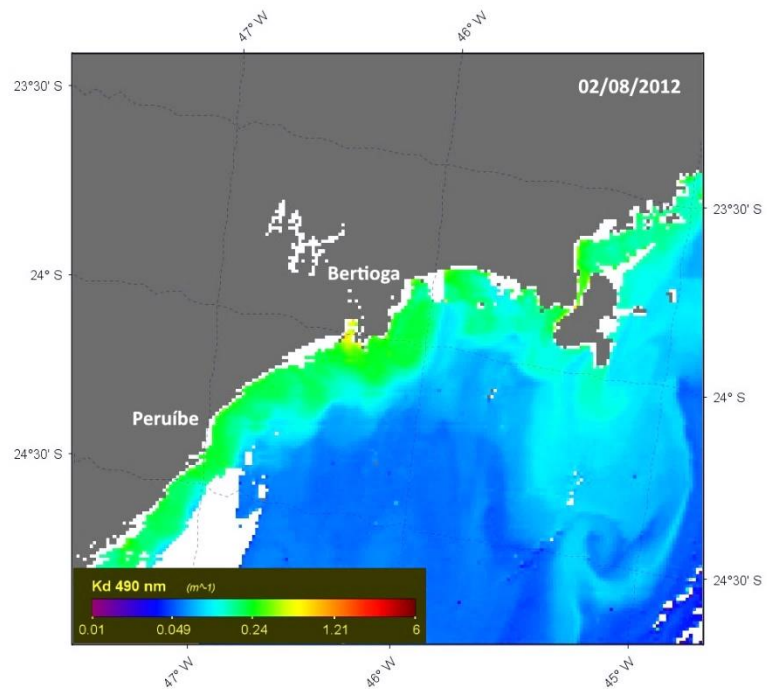 47° W
46° W
23°30' S
02/08/2012
23°30' S
24° S
Bertioga
24° S
Peruíbe
24°30' S
24°30' S
Kd 490 nm (m^-1)
0.01 0.049 0.24 1.21 6
47° W
46° W
45° W